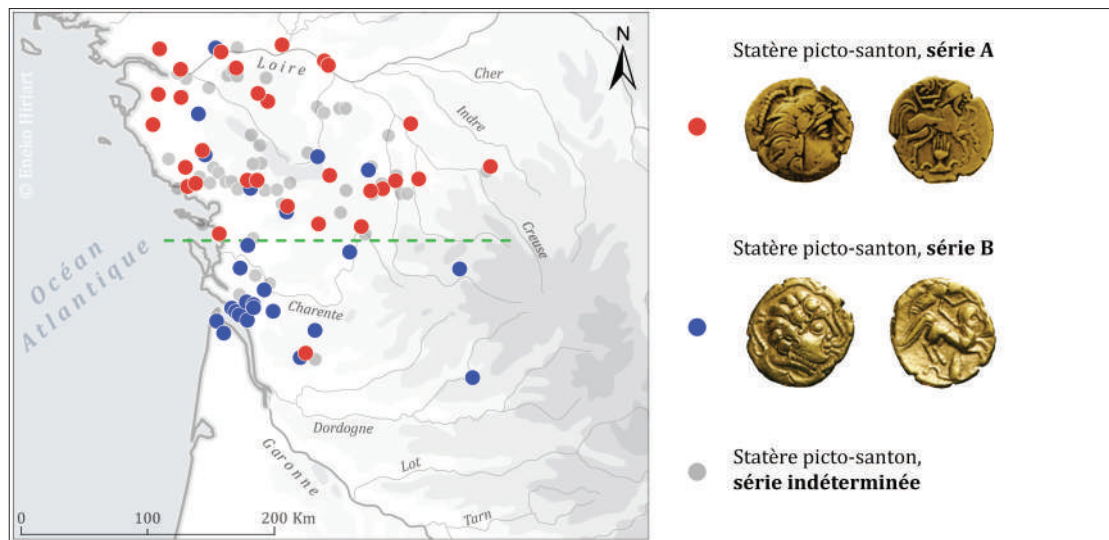 © Eneko Hiriart
Océan
Atlantique
Loire
Cher
Indre
Creuse
Charente
Dordogne
Garonne
Lot
Tarn
N
0 100 200 Km
Statère picto-santon, série A
Statère picto-santon, série B
Statère picto-santon,
série indéterminée